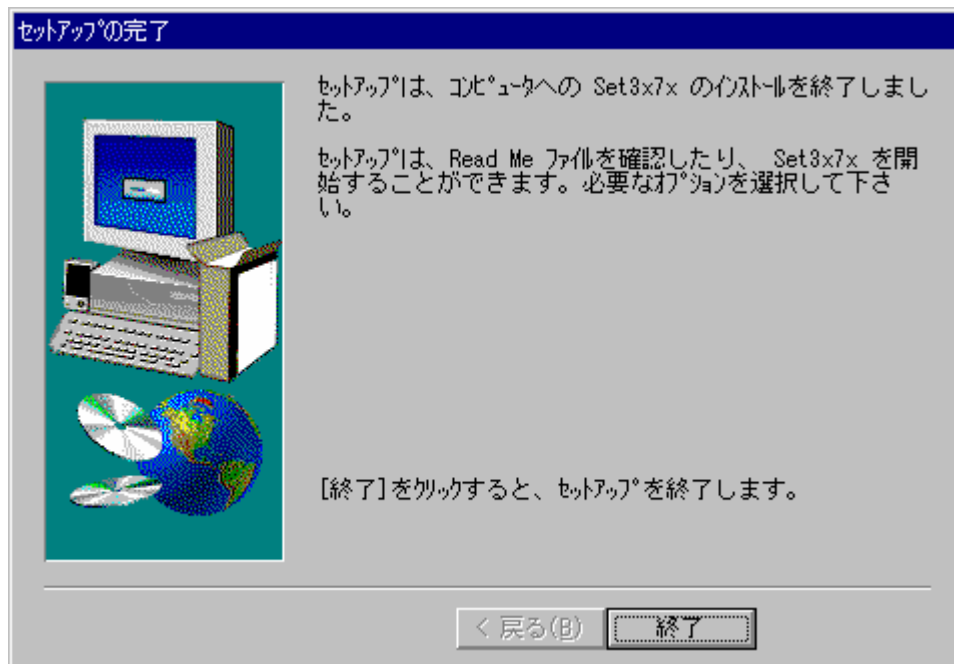 ｾｯﾄｱｯﾌﾟの完了
ｾｯﾄｱｯﾌﾟは、ｺﾝﾋﾟｭｰﾀへの Set3x7x のｲﾝｽﾄｰﾙを終了しまし
た。
ｾｯﾄｱｯﾌﾟは、Read Me ﾌｧｲﾙを確認したり、 Set3x7x を開
始することができます。必要なｵﾌﾟｼｮﾝを選択して下さ
い。
[終了]をｸﾘｯｸすると、ｾｯﾄｱｯﾌﾟを終了します。
< 戻る(B)
終了